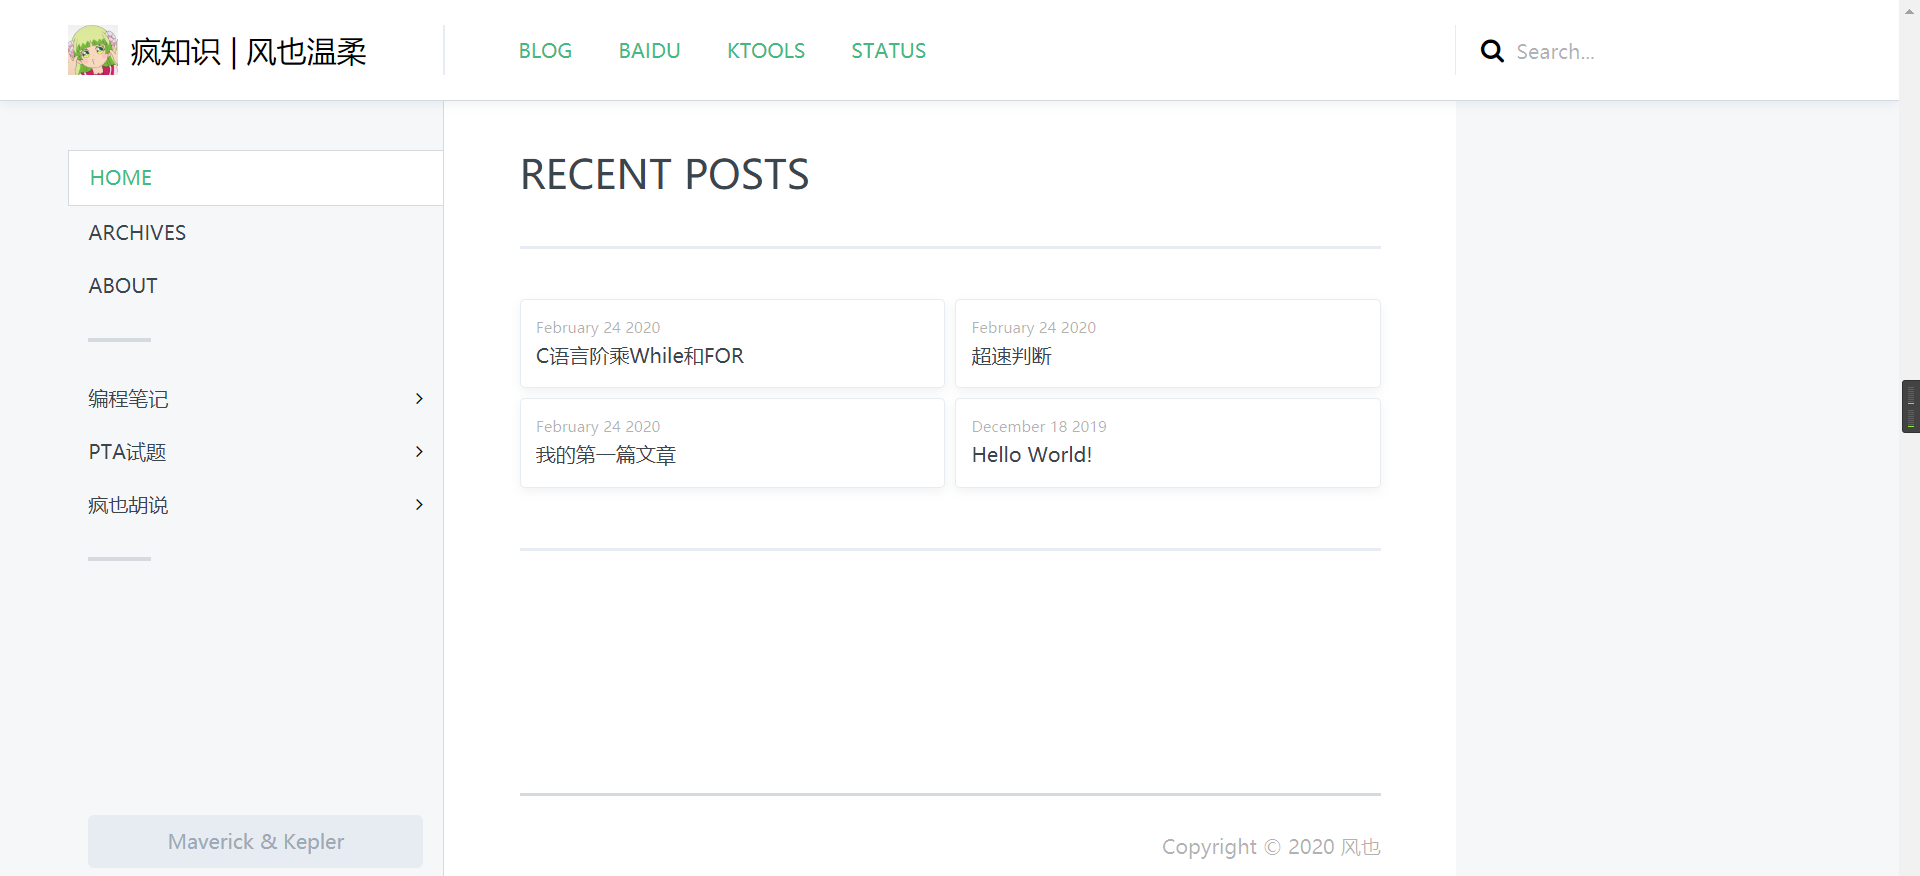 疯知识 | 风也温柔
BLOG BAIDU KTOOLS STATUS
Search...
HOME
ARCHIVES
ABOUT
编程笔记
PTA试题
疯也胡说
Maverick & Kepler
RECENT POSTS
February 24 2020
C语言阶乘While和FOR
February 24 2020
超速判断
February 24 2020
我的第一篇文章
December 18 2019
Hello World!
Copyright © 2020 风也